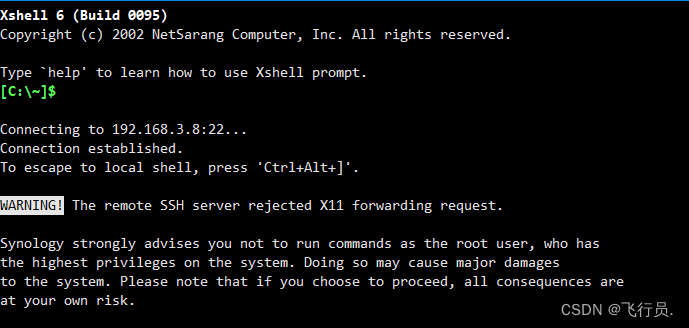 Xshell 6 (Build 0095)
Copyright (c) 2002 NetSarang Computer, Inc. All rights reserved.
Type `help' to learn how to use Xshell prompt.
[C:\~]$
Connecting to 192.168.3.8:22...
Connection established.
To escape to local shell, press 'Ctrl+Alt+]'.
WARNING! The remote SSH server rejected X11 forwarding request.
Synology strongly advises you not to run commands as the root user, who has
the highest privileges on the system. Doing so may cause major damages
to the system. Please note that if you choose to proceed, all consequences are
at your own risk.
CSDN @飞行员.